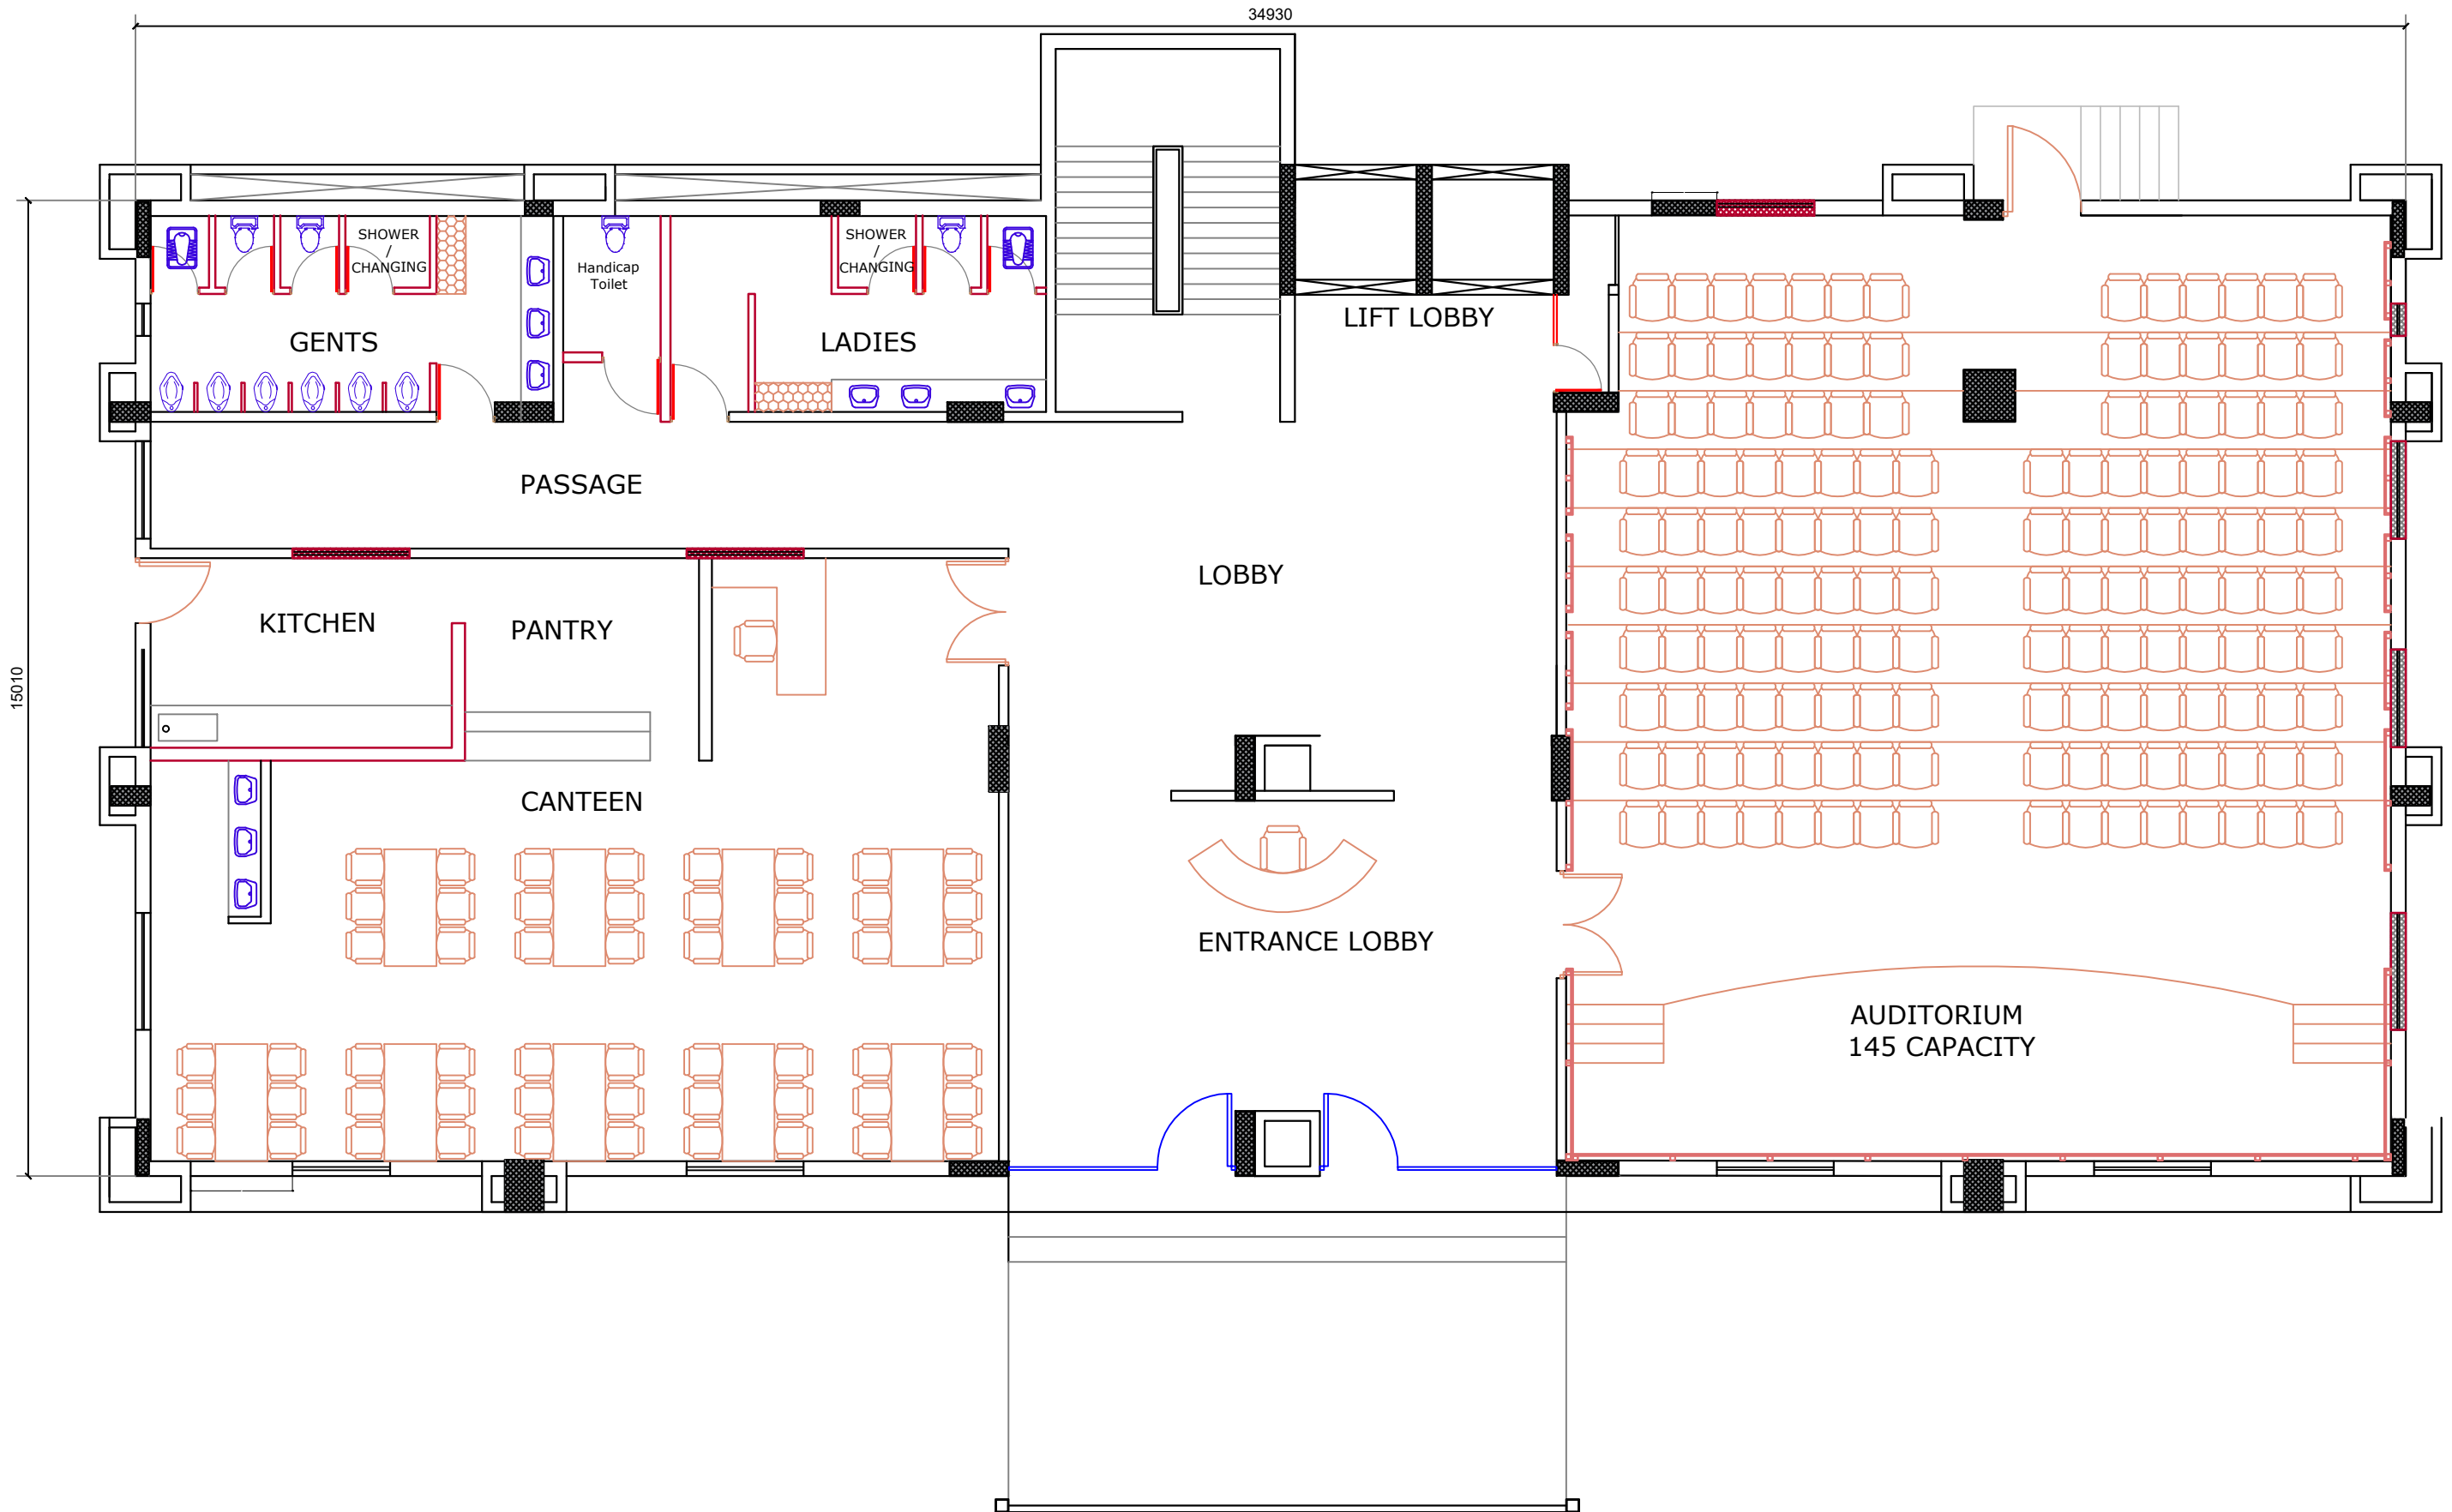 34930
SHOWER
/
CHANGING
Handicap
Toilet
SHOWER
/
CHANGING
GENTS
LADIES
LIFT LOBBY
PASSAGE
LOBBY
KITCHEN
PANTRY
15010
CANTEEN
ENTRANCE LOBBY
AUDITORIUM
145 CAPACITY